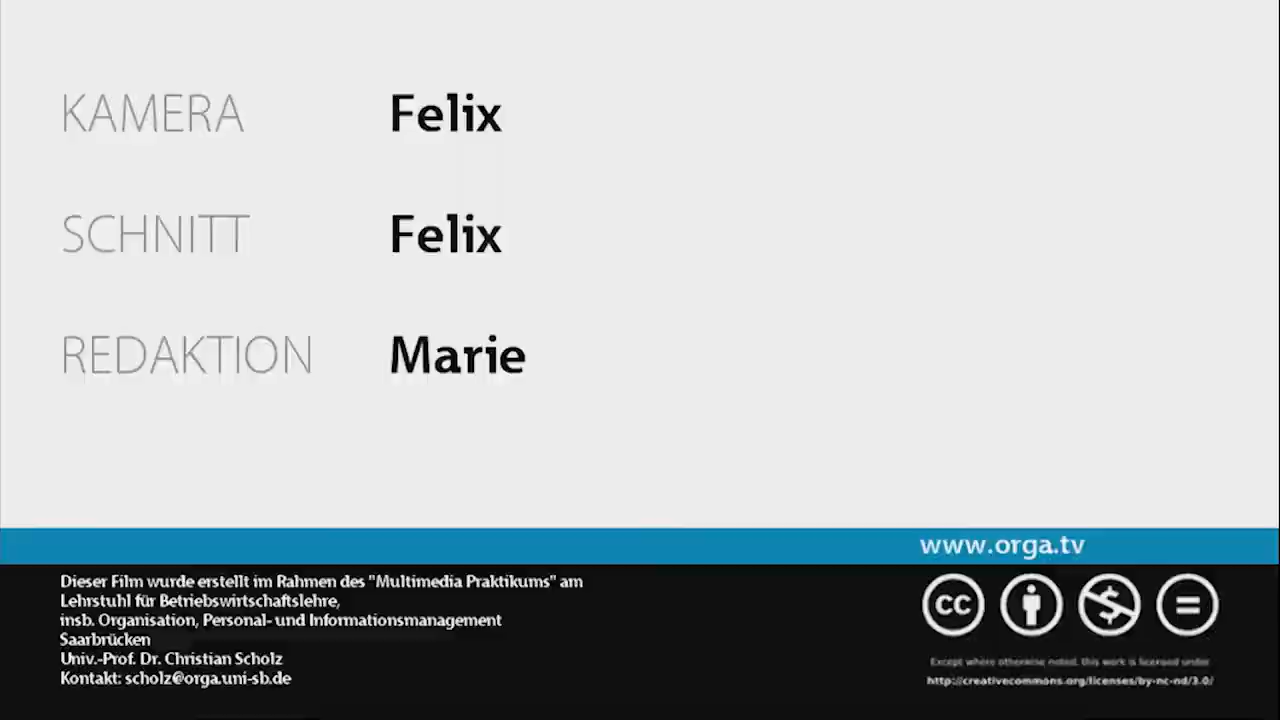 KAMERA Felix
SCHNITT Felix
REDAKTION Marie
www.orga.tv
Dieser Film wurde erstellt im Rahmen des "Multimedia Praktikums" am
Lehrstuhl für Betriebswirtschaftslehre,
insb. Organisation, Personal- und Informationsmanagement
Saarbrücken
Univ.-Prof. Dr. Christian Scholz
Kontakt: scholz@orga.uni-sb.de
cc
Except where otherwise noted, this work is licensed under
http://creativecommons.org/licenses/by-nc-nd/3.0/